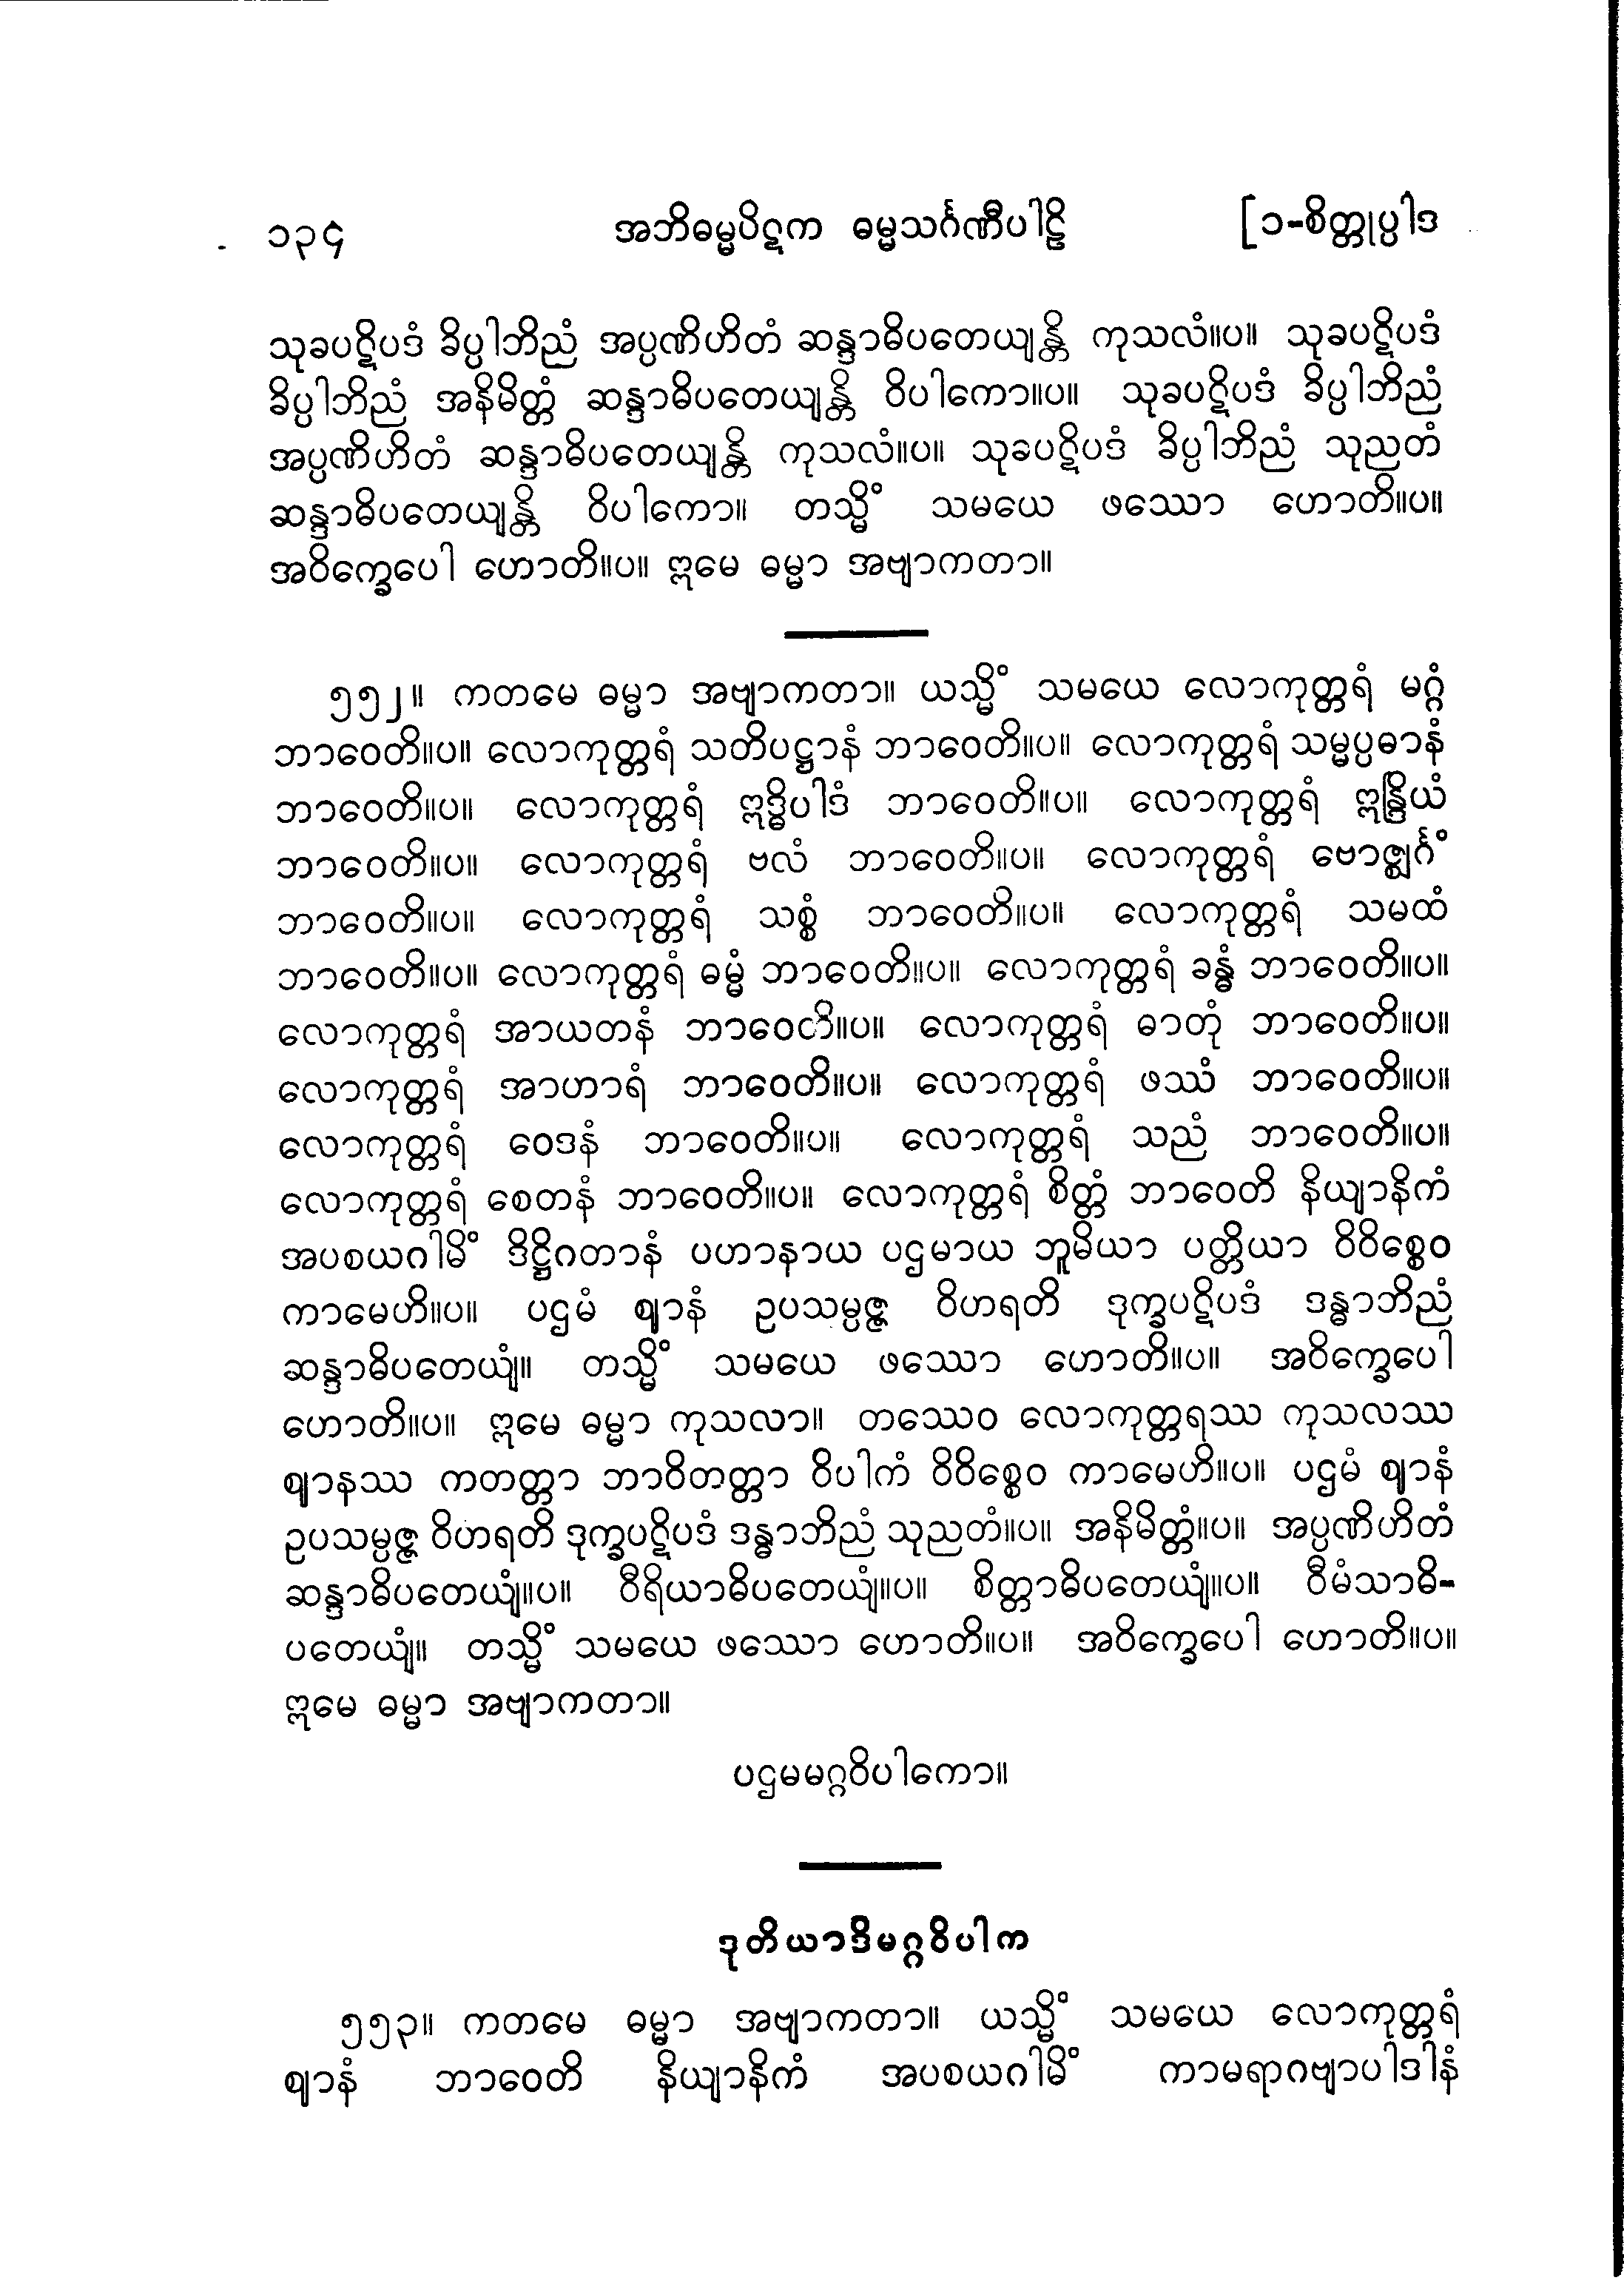 ၁၃၄ အဘိဓမ္မပိဋက ဓမ္မသင်္ဂဏီပါဠိ [၁-စိတ္တုပ္ပါဒ
သုခပဋိပဒံ ခိပ္ပါဘိညံ အပ္ပဏိဟိတံ ဆန္ဒာဓိပတေယျန္တိ ကုသလံ။ပ။ သုခပဋိပဒံ
ခိပ္ပါဘိညံ အနိမိတ္တံ ဆန္ဒာဓိပတေယျန္တိ ဝိပါကော။ပ။ သုခပဋိပဒံ ခိပ္ပါဘိညံ
အပ္ပဏိဟိတံ ဆန္ဒာဓိပတေယျန္တိ ကုသလံ။ပ။ သုခပဋိပဒံ ခိပ္ပါဘိညံ သုညတံ
ဆန္ဒာဓိပတေယျန္တိ ဝိပါကော။ တသ္မိံ သမယေ ဖဿော ဟောတိ။ပ။
အဝိက္ခေပေါ ဟောတိ။ပ။ ဣမေ ဓမ္မာ အဗျာကတာ။
၅၅၂။ ကတမေ ဓမ္မာ အဗျာကတာ။ ယသ္မိံ သမယေ လောကုတ္တရံ မဂ္ဂံ
ဘာဝေတိ။ပ။ လောကုတ္တရံ သတိပဋ္ဌာနံ ဘာဝေတိ။ပ။ လောကုတ္တရံ သမ္မပ္ပဓာနံ
ဘာဝေတိ။ပ။ လောကုတ္တရံ ဣဒ္ဓိပါဒံ ဘာဝေတိ။ပ။ လောကုတ္တရံ ဣန္ဒြိယံ
ဘာဝေတိ။ပ။ လောကုတ္တရံ ဗလံ ဘာဝေတိ။ပ။ လောကုတ္တရံ ဗောဇ္ဈင်္ဂံ
ဘာဝေတိ။ပ။ လောကုတ္တရံ သစ္စံ ဘာဝေတိ။ပ။ လောကုတ္တရံ သမထံ
ဘာဝေတိ။ပ။ လောကုတ္တရံ ဓမ္မံ ဘာဝေတိ။ပ။ လောကုတ္တရံ ခန္ဓံ ဘာဝေတိ။ပ။
လောကုတ္တရံ အာယတနံ ဘာဝေတိ။ပ။ လောကုတ္တရံ ဓာတုံ ဘာဝေတိ။ပ။
လောကုတ္တရံ အာဟာရံ ဘာဝေတိ။ပ။ လောကုတ္တရံ ဖဿံ ဘာဝေတိ။ပ။
လောကုတ္တရံ ဝေဒနံ ဘာဝေတိ။ပ။ လောကုတ္တရံ သညံ ဘာဝေတိ။ပ။
လောကုတ္တရံ စေတနံ ဘာဝေတိ။ပ။ လောကုတ္တရံ စိတ္တံ ဘာဝေတိ နိယျာနိကံ
အပစယဂါမိံ ဒိဋ္ဌိဂတာနံ ပဟာနာယ ပဌမာယ ဘူမိယာ ပတ္တိယာ ဝိဝိစ္စေဝ
ကာမေဟိ။ပ။ ပဌမံ ဈာနံ ဥပသမ္ပဇ္ဇ ဝိဟရတိ ဒုက္ခပဋိပဒံ ဒန္ဓာဘိညံ
ဆန္ဒာဓိပတေယျံ။ တသ္မိံ သမယေ ဖဿော ဟောတိ။ပ။ အဝိက္ခေပေါ
ဟောတိ။ပ။ ဣမေ ဓမ္မာ ကုသလာ။ တဿေဝ လောကုတ္တရဿ ကုသလဿ
ဈာနဿ ကတတ္တာ ဘာဝိတတ္တာ ဝိပါကံ ဝိဝိစ္စေဝ ကာမေဟိ။ပ။ ပဌမံ ဈာနံ
ဥပသမ္ပဇ္ဇ ဝိဟရတိ ဒုက္ခပဋိပဒံ ဒန္ဓာဘိညံ သုညတံ။ပ။ အနိမိတ္တံ။ပ။ အပ္ပဏိဟိတံ
ဆန္ဒာဓိပတေယျံ။ပ။ ဝီရိယာဓိပတေယျံ။ပ။ စိတ္တာဓိပတေယျံ။ပ။ ဝီမံသာဓိ-
ပတေယျံ။ တသ္မိံ သမယေ ဖဿော ဟောတိ။ပ။ အဝိက္ခေပေါ ဟောတိ။ပ။
ဣမေ ဓမ္မာ အဗျာကတာ။
ပဌမမဂ္ဂဝိပါကော။
ဒုတိယာဒိမဂ္ဂဝိပါက
၅၅၃။ ကတမေ ဓမ္မာ အဗျာကတာ။ ယသ္မိံ သမယေ လောကုတ္တရံ
ဈာနံ ဘာဝေတိ နိယျာနိကံ အပစယဂါမိံ ကာမရာဂဗျာပါဒါနံ